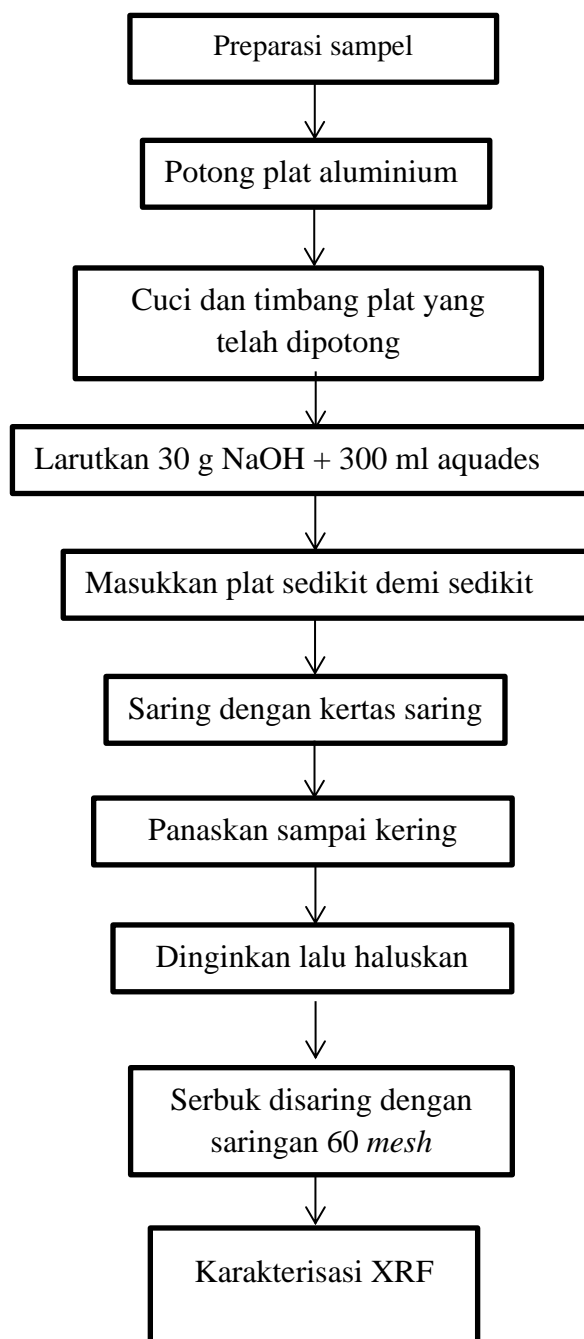 Preparasi sampel
Potong plat aluminium
Cuci dan timbang plat yang
telah dipotong
Larutkan 30 g NaOH + 300 ml aquades
Masukkan plat sedikit demi sedikit
Saring dengan kertas saring
Panaskan sampai kering
Dinginkan lalu haluskan
Serbuk disaring dengan
saringan 60 mesh
Karakterisasi XRF